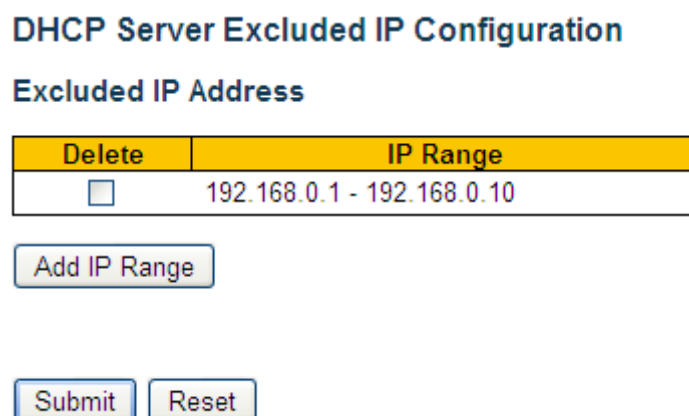 DHCP Server Excluded IP Configuration
Excluded IP Address
Delete IP Range
192.168.0.1 - 192.168.0.10
Add IP Range
Submit Reset